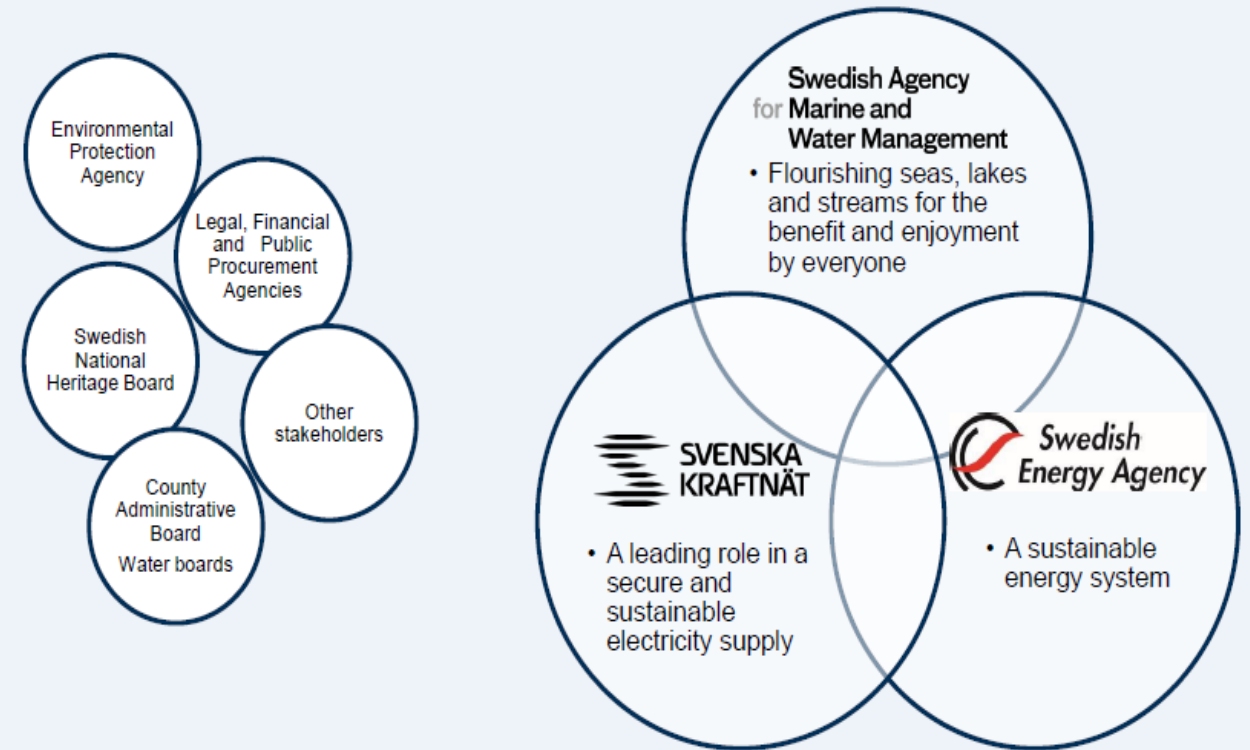 Environmental
Protection
Agency
Legal, Financial
and Public
Procurement
Agencies
Swedish
National
Heritage Board
Other
stakeholders
County
Administrative
Board
Water boards
Swedish Agency
for Marine and
Water Management
• Flourishing seas, lakes
and streams for the
benefit and enjoyment
by everyone
SVENSKA
KRAFTNÄT
• A leading role in a
secure and
sustainable
electricity supply
Swedish
Energy Agency
• A sustainable
energy system